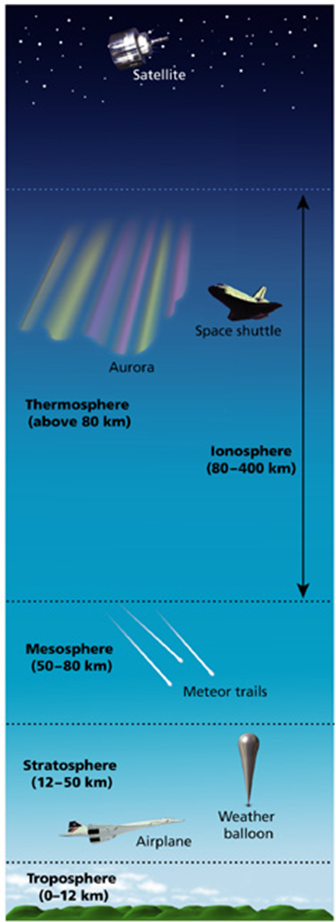 Satellite
Space shuttle
Aurora
Thermosphere
(above 80 km)
Ionosphere
(80–400 km)
Mesosphere
(50–80 km)
Meteor trails
Stratosphere
(12–50 km)
Weather
balloon
Airplane
Troposphere
(0–12 km)